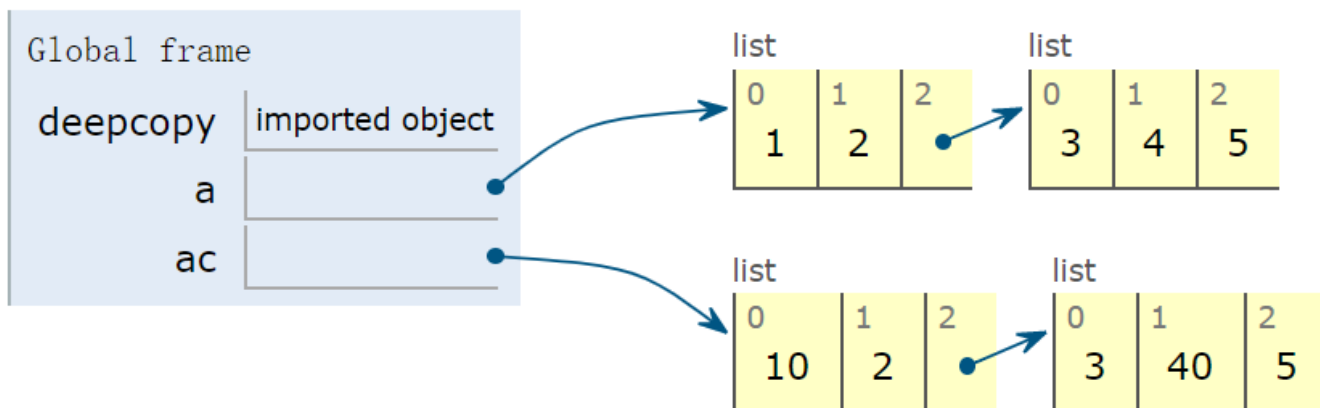 Global frame
deepcopy imported object
a
ac
list list
0 1 2 0 1 2
1 2 3 4 5
list list
0 1 2 0 1 2
10 2 3 40 5